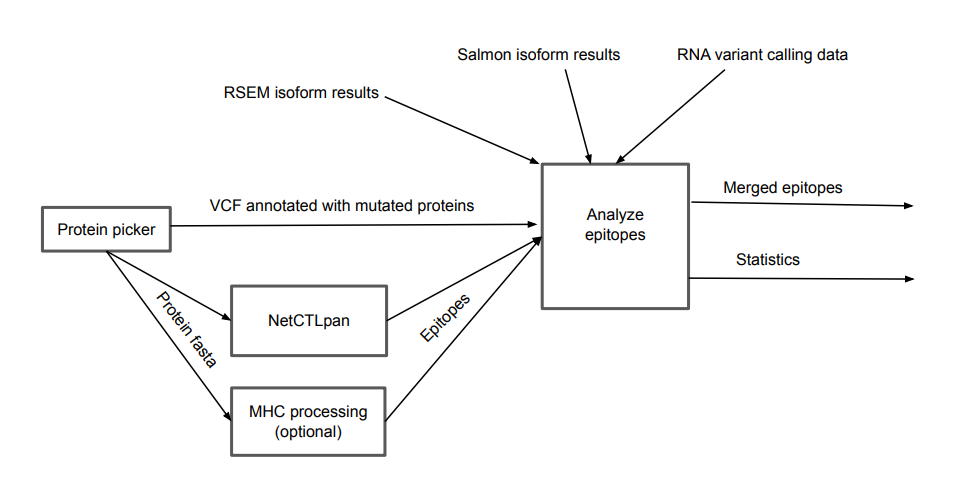 Salmon isoform results
RNA variant calling data
RSEM isoform results
Merged epitopes
VCF annotated with mutated proteins
Analyze
epitopes
Protein picker
Statistics
Protein fasta
NetCTLpan
Epitopes
MHC processing
(optional)